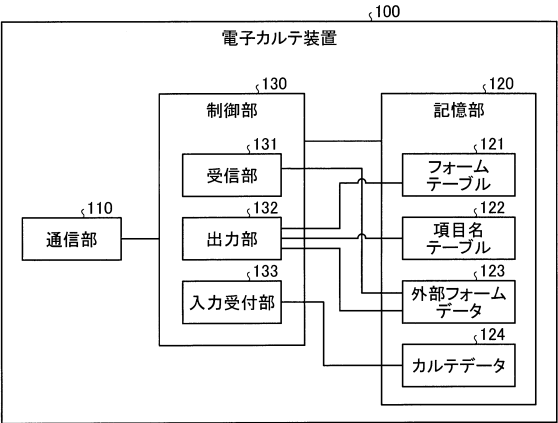 100
電子カルテ装置
130
制御部
120
記憶部
131
受信部
121
フォーム
テーブル
110
通信部
132
出力部
122
項目名
テーブル
133
入力受付部
123
外部フォーム
データ
124
カルテデータ